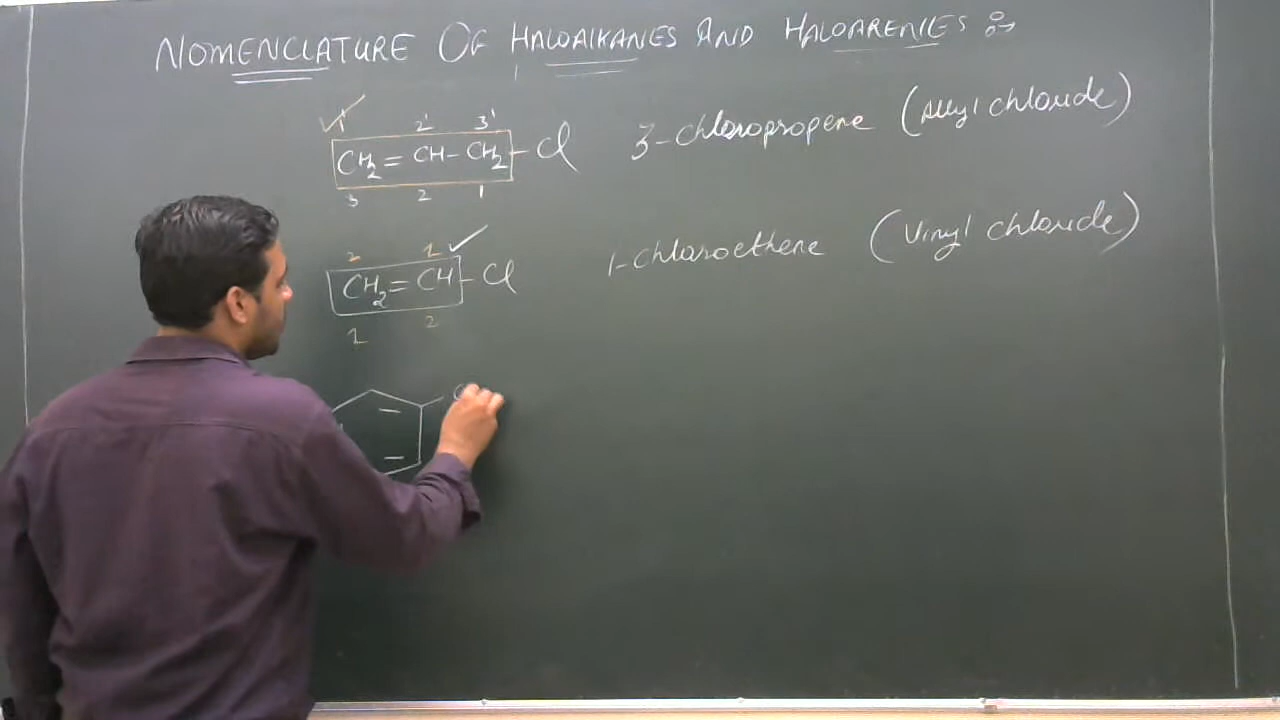 NOMENCLATURE OF HALOALKANES AND HALOARENES :-
1' 2' 3'
CH2=CH-CH2-Cl 3-chloropropene (Allyl chloride)
3 2 1
2 1
CH2=CH-Cl 1-chloroethene (Vinyl chloride)
1 2